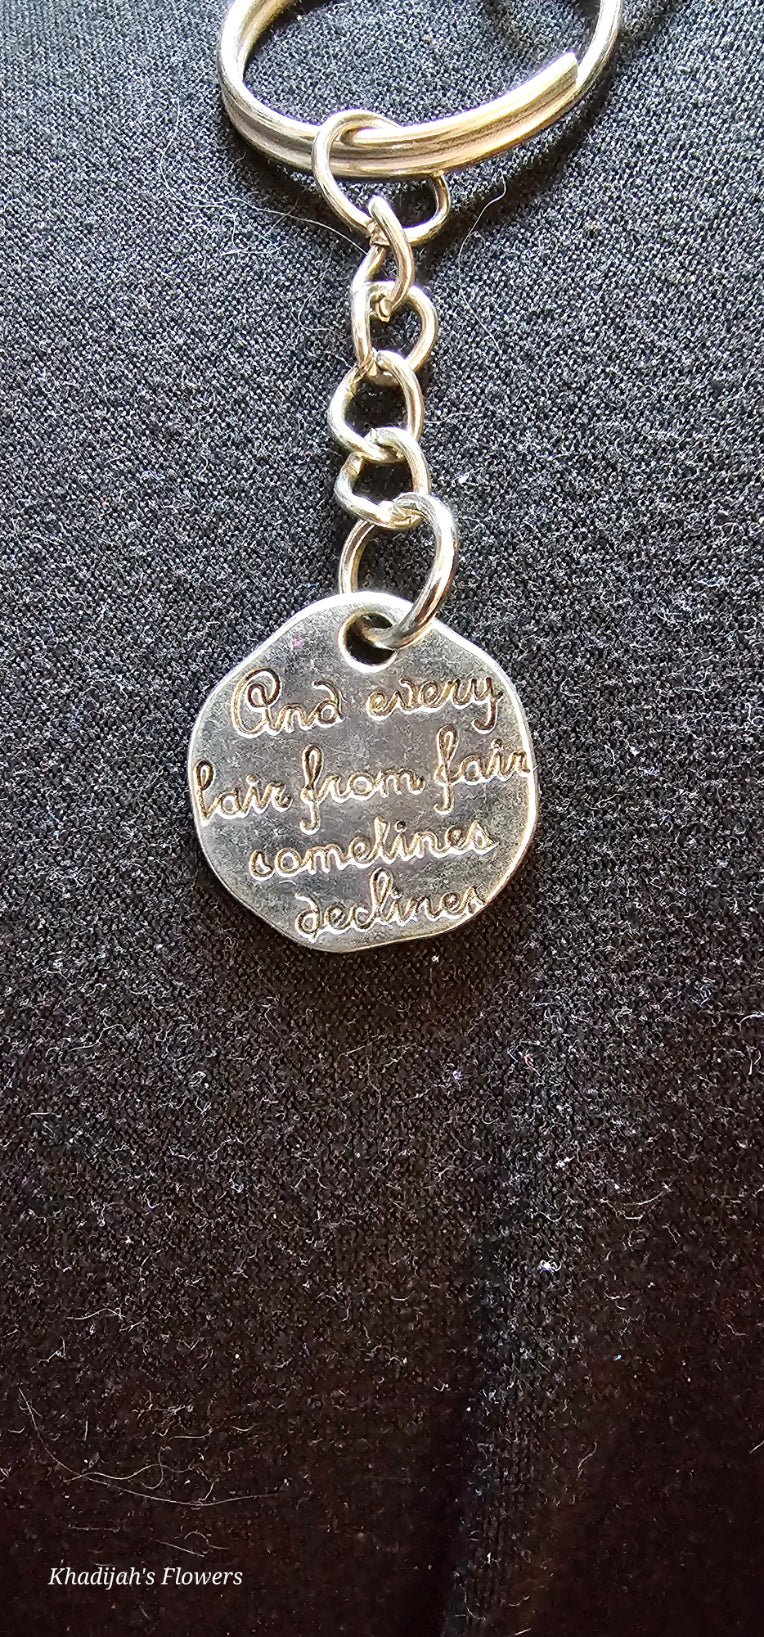 And every
fair from fair
sometimes
declines
Khadijah's Flowers